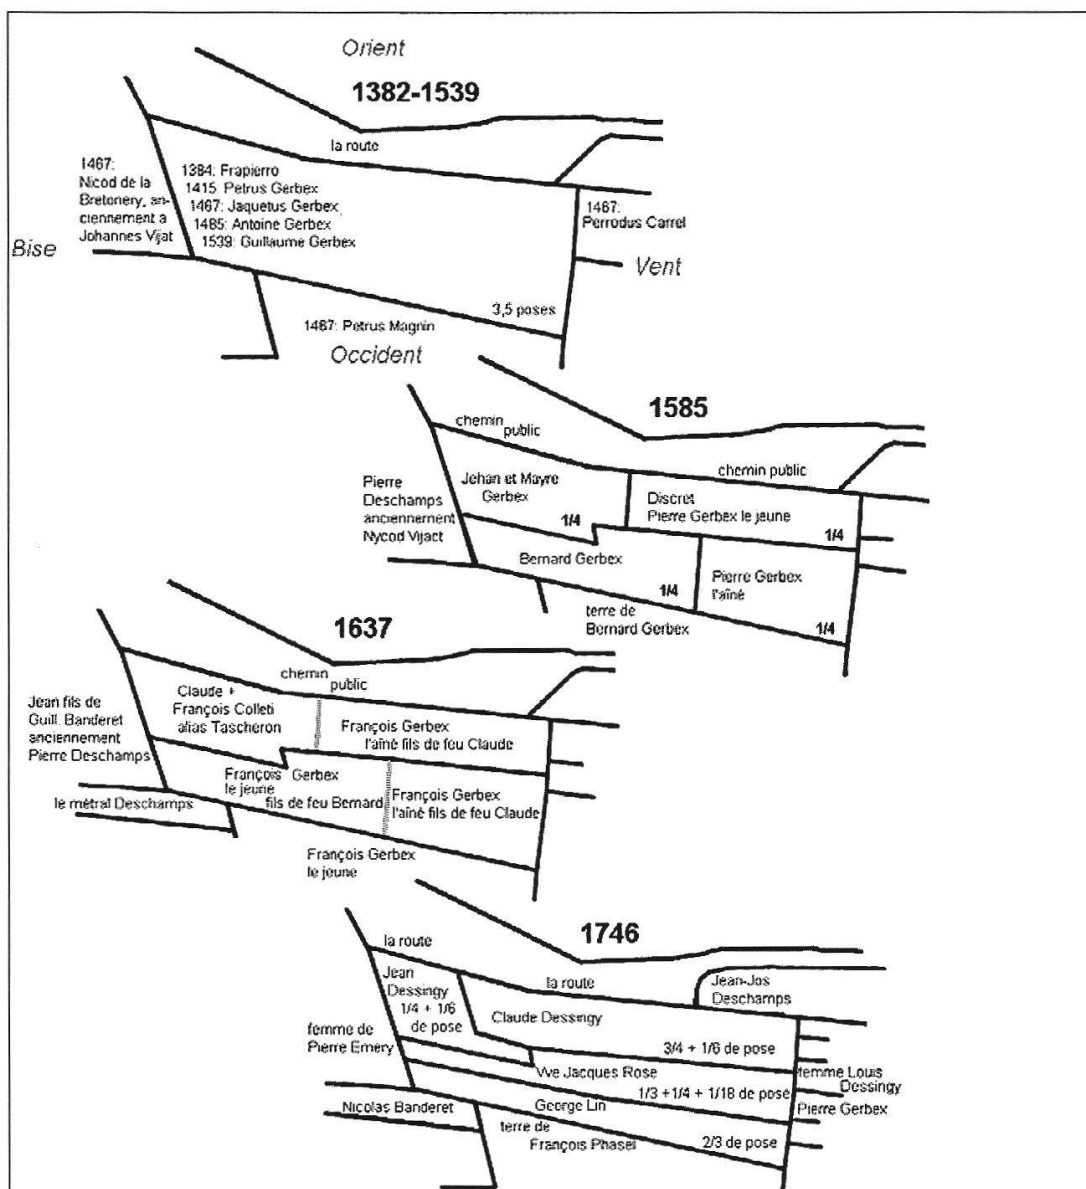 Orient
1382-1539
la route
1467:
Nicod de la
Bretonery, an-
ciennement à
Johannes Vijat
1384: Frapierro
1415: Petrus Gerbex
1467: Jaquetus Gerbex
1485: Antoine Gerbex
1539: Guillaume Gerbex
1467:
Perrodus Carrel
Bise
Vent
3,5 poses
1467: Petrus Magnin
Occident
1585
chemin
public
chemin public
Pierre
Deschamps
anciennement
Nycod Vijact
Jehan et Mayre
Gerbex
1/4
Discret
Pierre Gerbex le jeune
1/4
Bernard Gerbex
1/4
Pierre Gerbex
l'aîné
1/4
terre de
Bernard Gerbex
1637
chemin
public
Jean fils de
Guill. Banderet
anciennement
Pierre Deschamps
Claude +
François Colleti
alias Tascheron
François Gerbex
l'aîné fils de feu Claude
François Gerbex
le jeune
fils de feu Bernard
François Gerbex
l'aîné fils de feu Claude
le métral Deschamps
François Gerbex
le jeune
1746
la route
la route
Jean-Jos
Deschamps
Jean
Dessingy
1/4 + 1/6
de pose
Claude Dessingy
3/4 + 1/6 de pose
femme de
Pierre Emery
Vve Jacques Rose
1/3 +1/4 + 1/18 de pose
femme Louis
Dessingy
Pierre Gerbex
Nicolas Banderet
George Lin
2/3 de pose
terre de
François Phasel